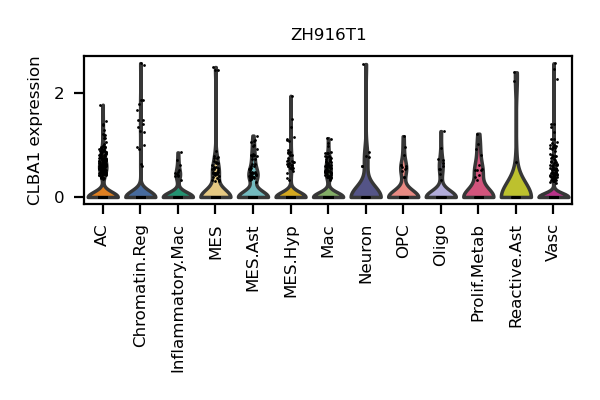 ZH916T1
CLBA1 expression
2
0
AC
Chromatin.Reg
Inflammatory.Mac
MES
MES.Ast
MES.Hyp
Mac
Neuron
OPC
Oligo
Prolif.Metab
Reactive.Ast
Vasc